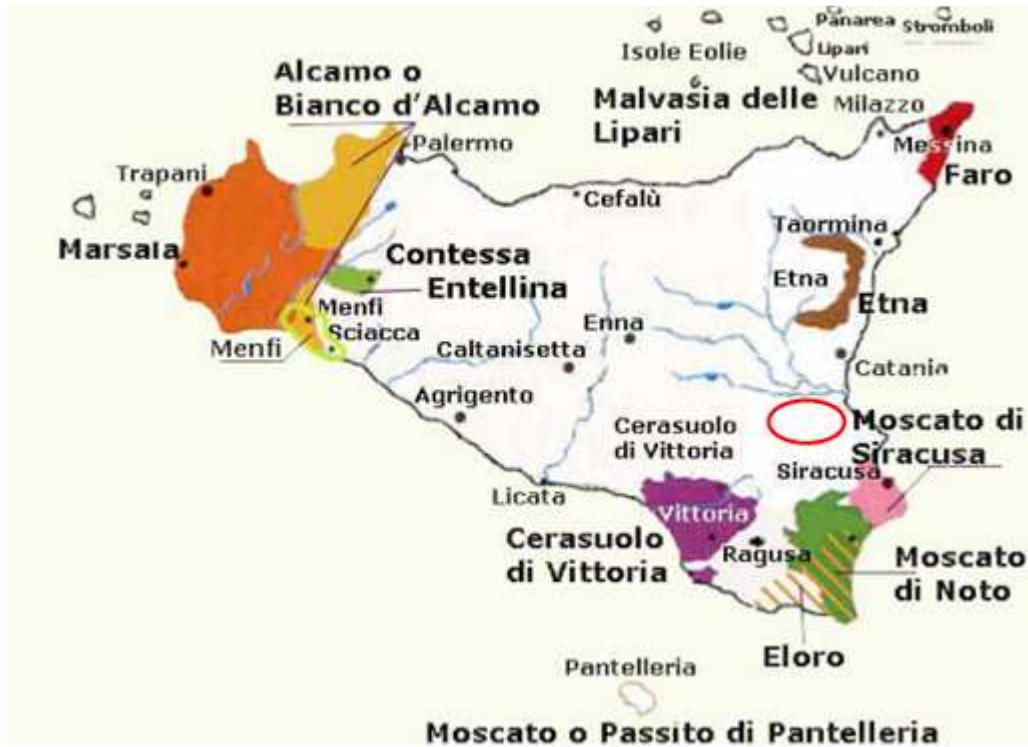 Panarea
Stromboli
Isole Eolie
Lipari
Vulcano
Alcamo o
Bianco d'Alcamo
Malvasia delle
Lipari
Milazzo
Palermo
Messina
Trapani
Faro
Cefalù
Taormina
Marsala
Contessa
Entellina
Etna
Etna
Menfi
Sciacca
Menfi
Enna
Caltanisetta
Catania
Agrigento
Cerasuolo
di Vittoria
Moscato di
Siracusa
Siracusa
Licata
Vittoria
Cerasuolo
di Vittoria
Ragusa
Moscato
di Noto
Eloro
Pantelleria
Moscato o Passito di Pantelleria